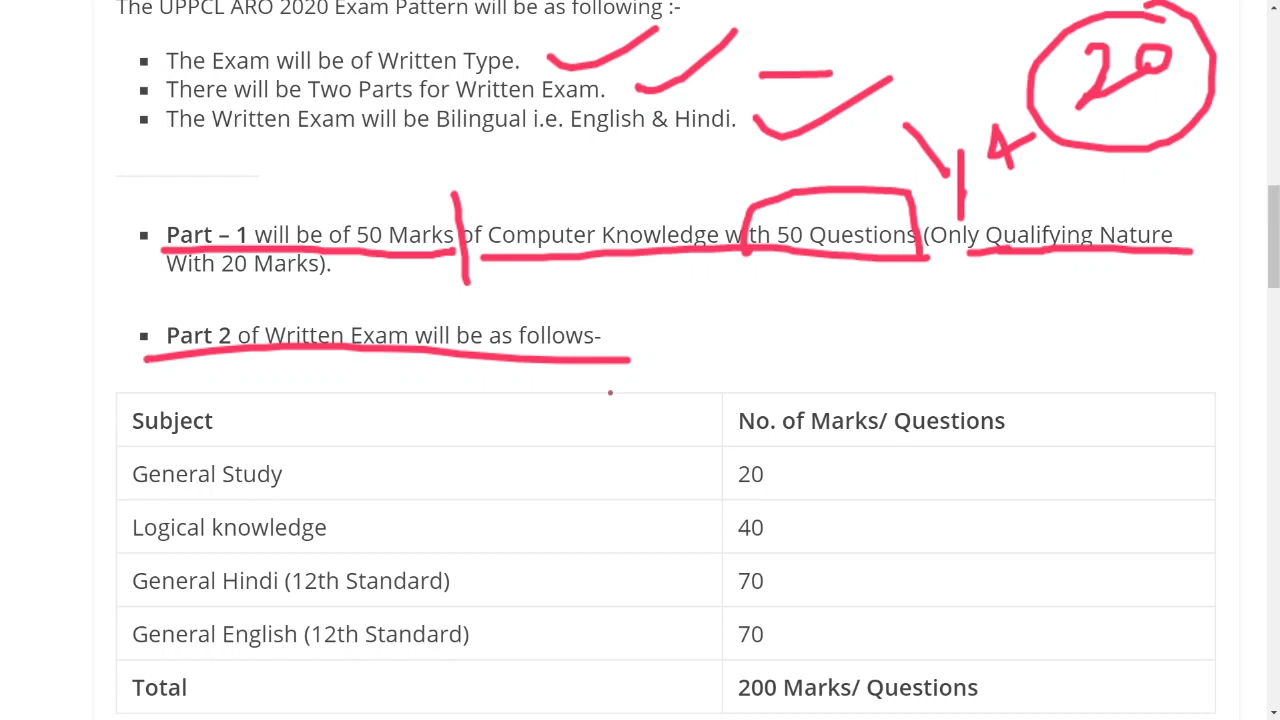 The UPPCL ARO 2020 Exam Pattern will be as following :-
▪ The Exam will be of Written Type.
▪ There will be Two Parts for Written Exam.
▪ The Written Exam will be Bilingual i.e. English & Hindi.
20
1/4
▪ Part – 1 will be of 50 Marks of Computer Knowledge with 50 Questions (Only Qualifying Nature
With 20 Marks).
▪ Part 2 of Written Exam will be as follows-
Subject No. of Marks/ Questions
General Study 20
Logical knowledge 40
General Hindi (12th Standard) 70
General English (12th Standard) 70
Total 200 Marks/ Questions